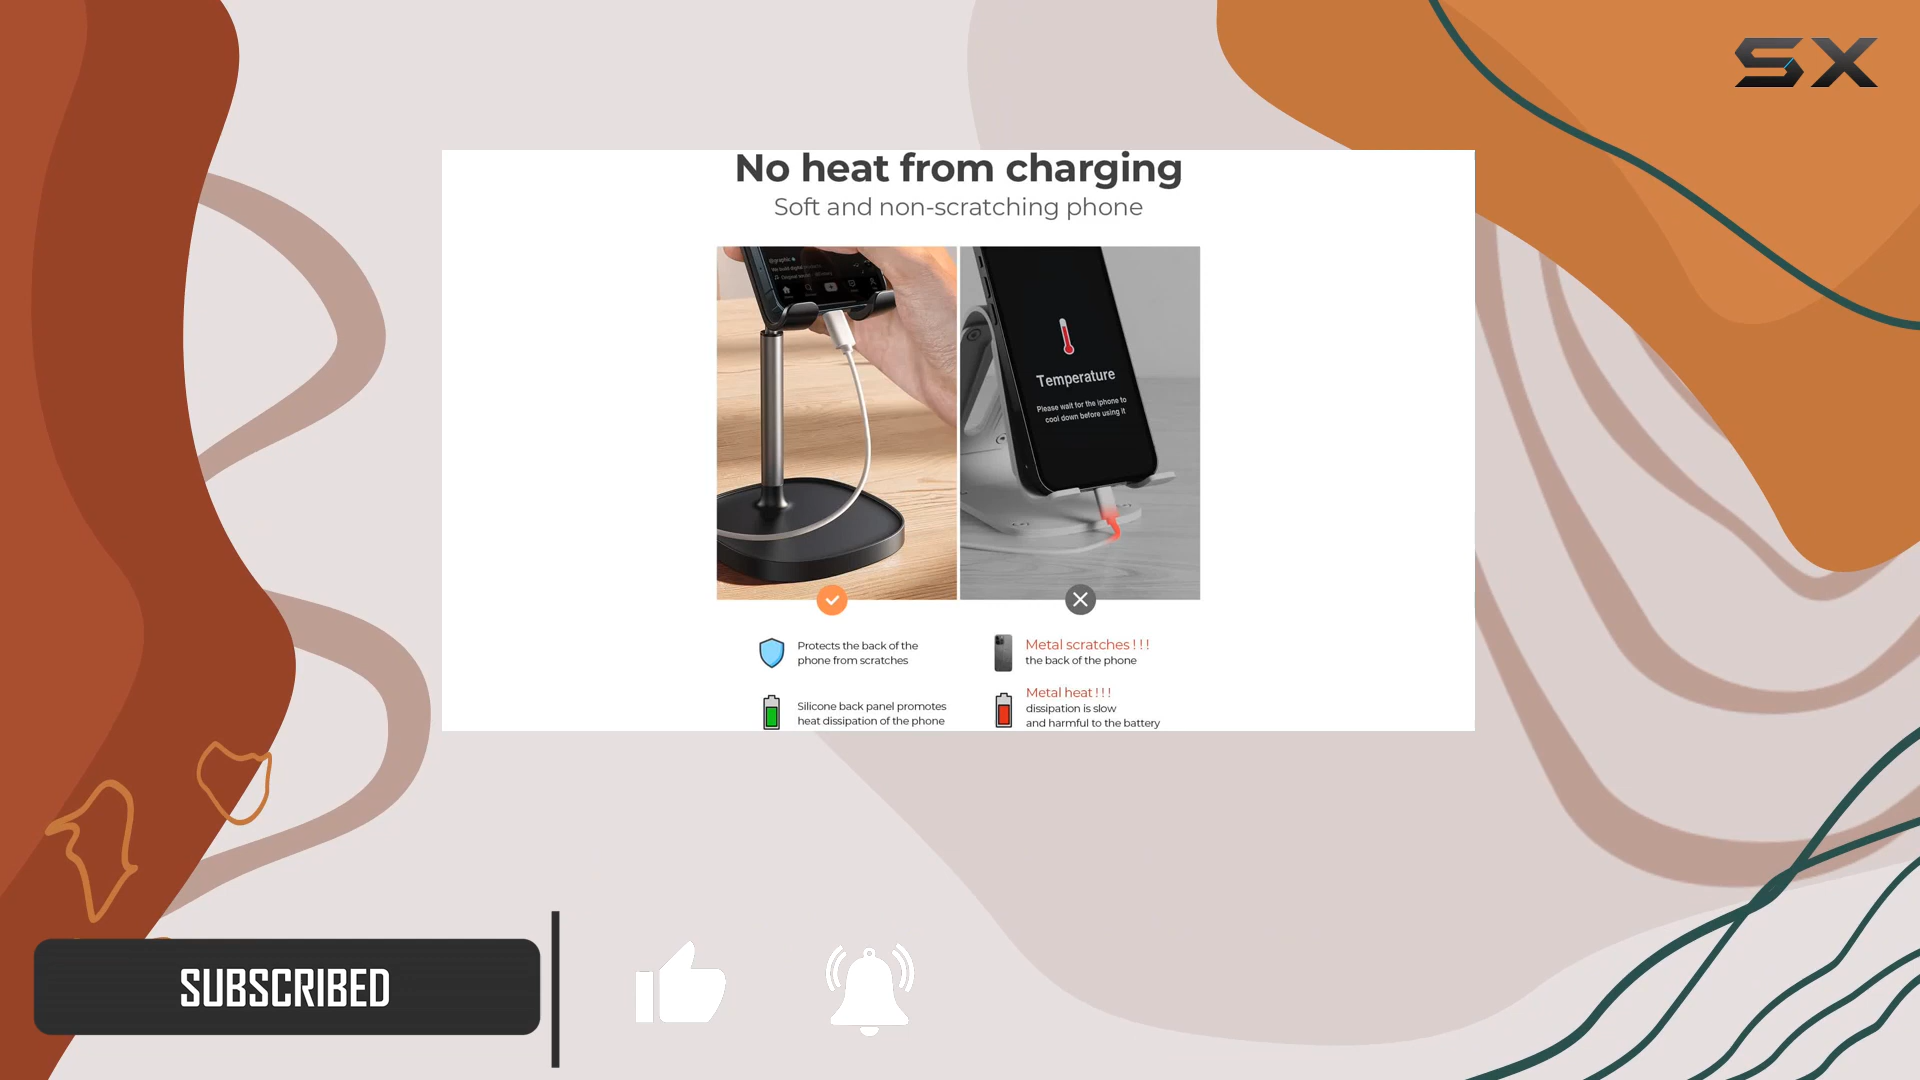 SX
No heat from charging
Soft and non-scratching phone
Temperature
Please wait for the iphone to
cool down before using it
Protects the back of the
phone from scratches
Silicone back panel promotes
heat dissipation of the phone
Metal scratches ! ! !
the back of the phone
Metal heat ! ! !
dissipation is slow
and harmful to the battery
SUBSCRIBED